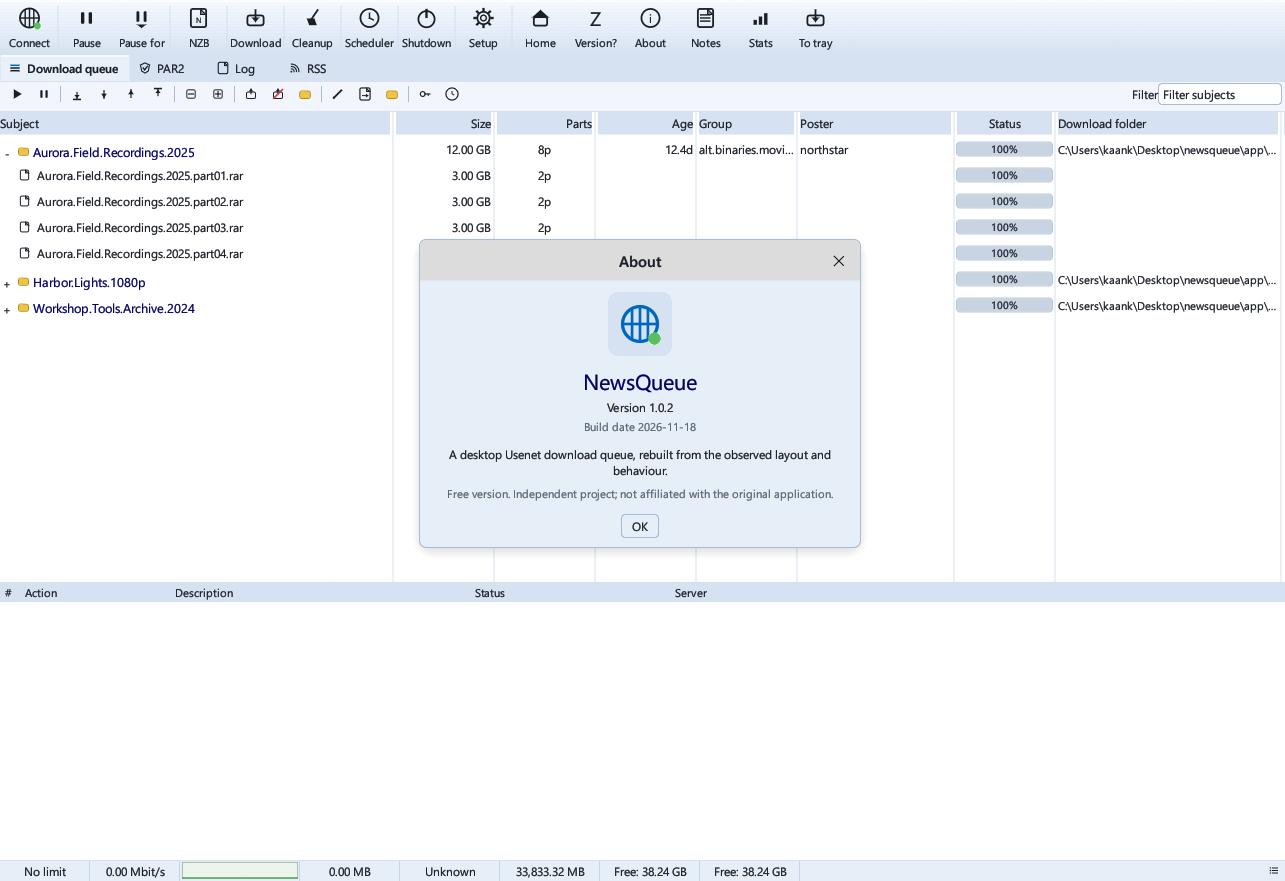 Connect Pause Pause for NZB Download Cleanup Scheduler Shutdown Setup Home Version? About Notes Stats To tray
Download queue PAR2 Log RSS
Filter Filter subjects
Subject Size Parts Age Group Poster Status Download folder
- Aurora.Field.Recordings.2025 12.00 GB 8p 12.4d alt.binaries.movi... northstar 100% C:\Users\kaank\Desktop\newsqueue\app\...
Aurora.Field.Recordings.2025.part01.rar 3.00 GB 2p 100%
Aurora.Field.Recordings.2025.part02.rar 3.00 GB 2p 100%
Aurora.Field.Recordings.2025.part03.rar 3.00 GB 2p 100%
Aurora.Field.Recordings.2025.part04.rar 100%
+ Harbor.Lights.1080p 100% C:\Users\kaank\Desktop\newsqueue\app\...
+ Workshop.Tools.Archive.2024 100% C:\Users\kaank\Desktop\newsqueue\app\...
About
NewsQueue
Version 1.0.2
Build date 2026-11-18
A desktop Usenet download queue, rebuilt from the observed layout and
behaviour.
Free version. Independent project; not affiliated with the original application.
OK
# Action Description Status Server
No limit 0.00 Mbit/s 0.00 MB Unknown 33,833.32 MB Free: 38.24 GB Free: 38.24 GB